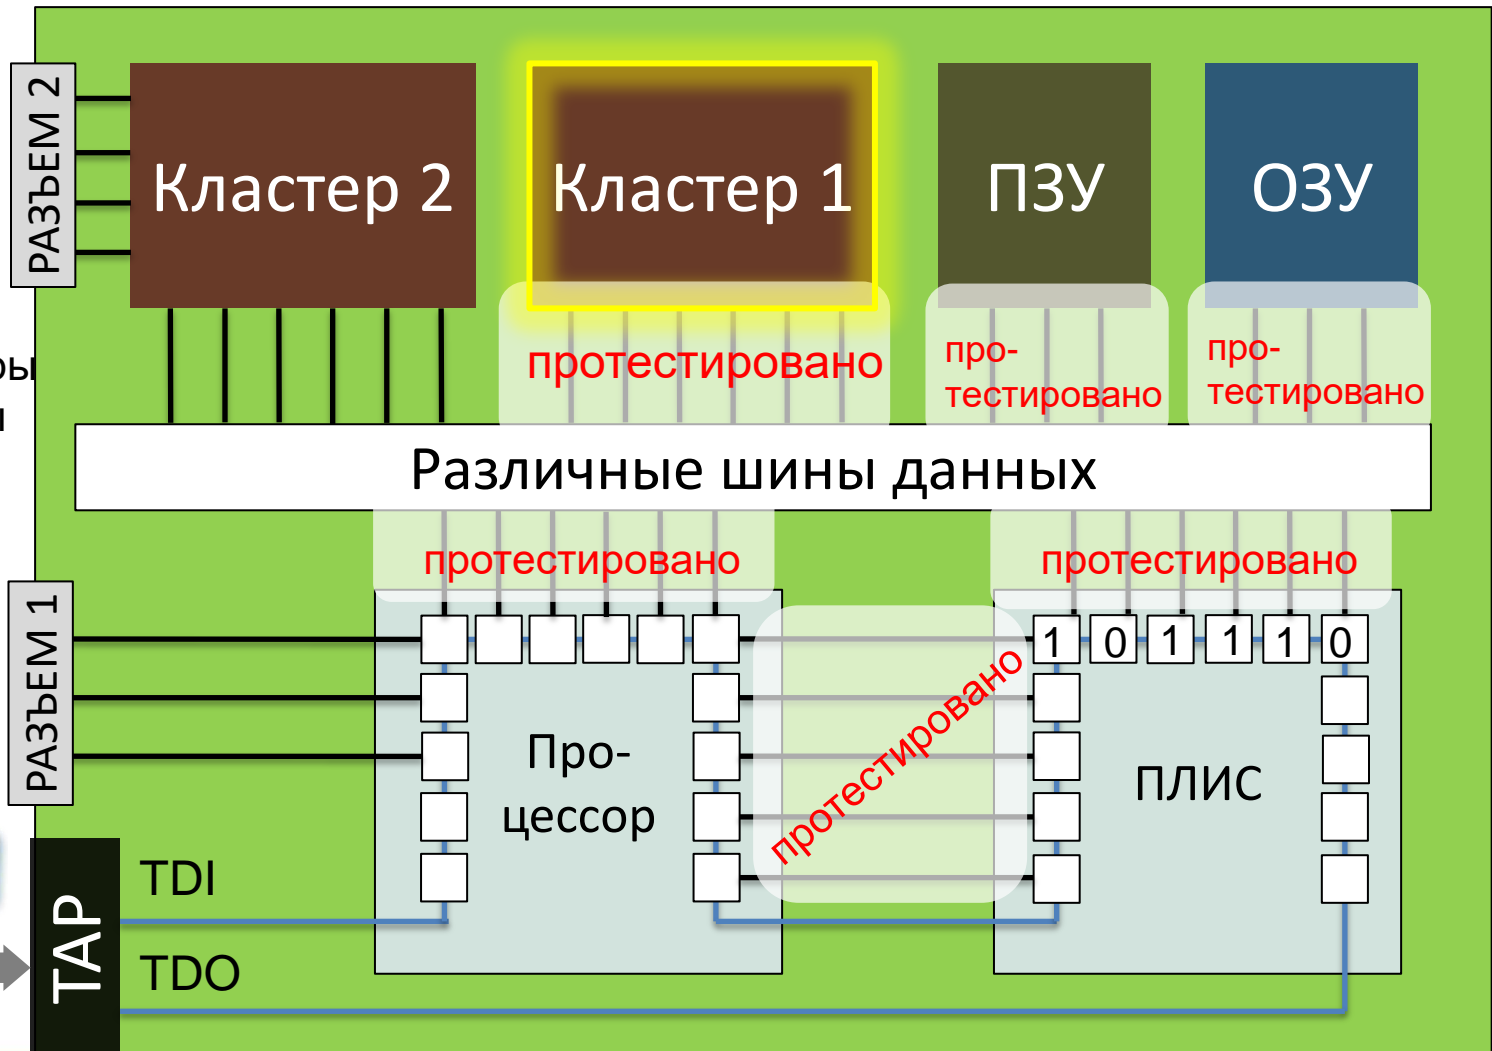 РАЗЪЕМ 2
Кластер 2
Кластер 1
ПЗУ
ОЗУ
протестировано
про-
тестировано
про-
тестировано
Различные шины данных
протестировано
протестировано
РАЗЪЕМ 1
1 0 1 1 1 0
протестировано
Про-
цессор
ПЛИС
TAP
TDI
TDO